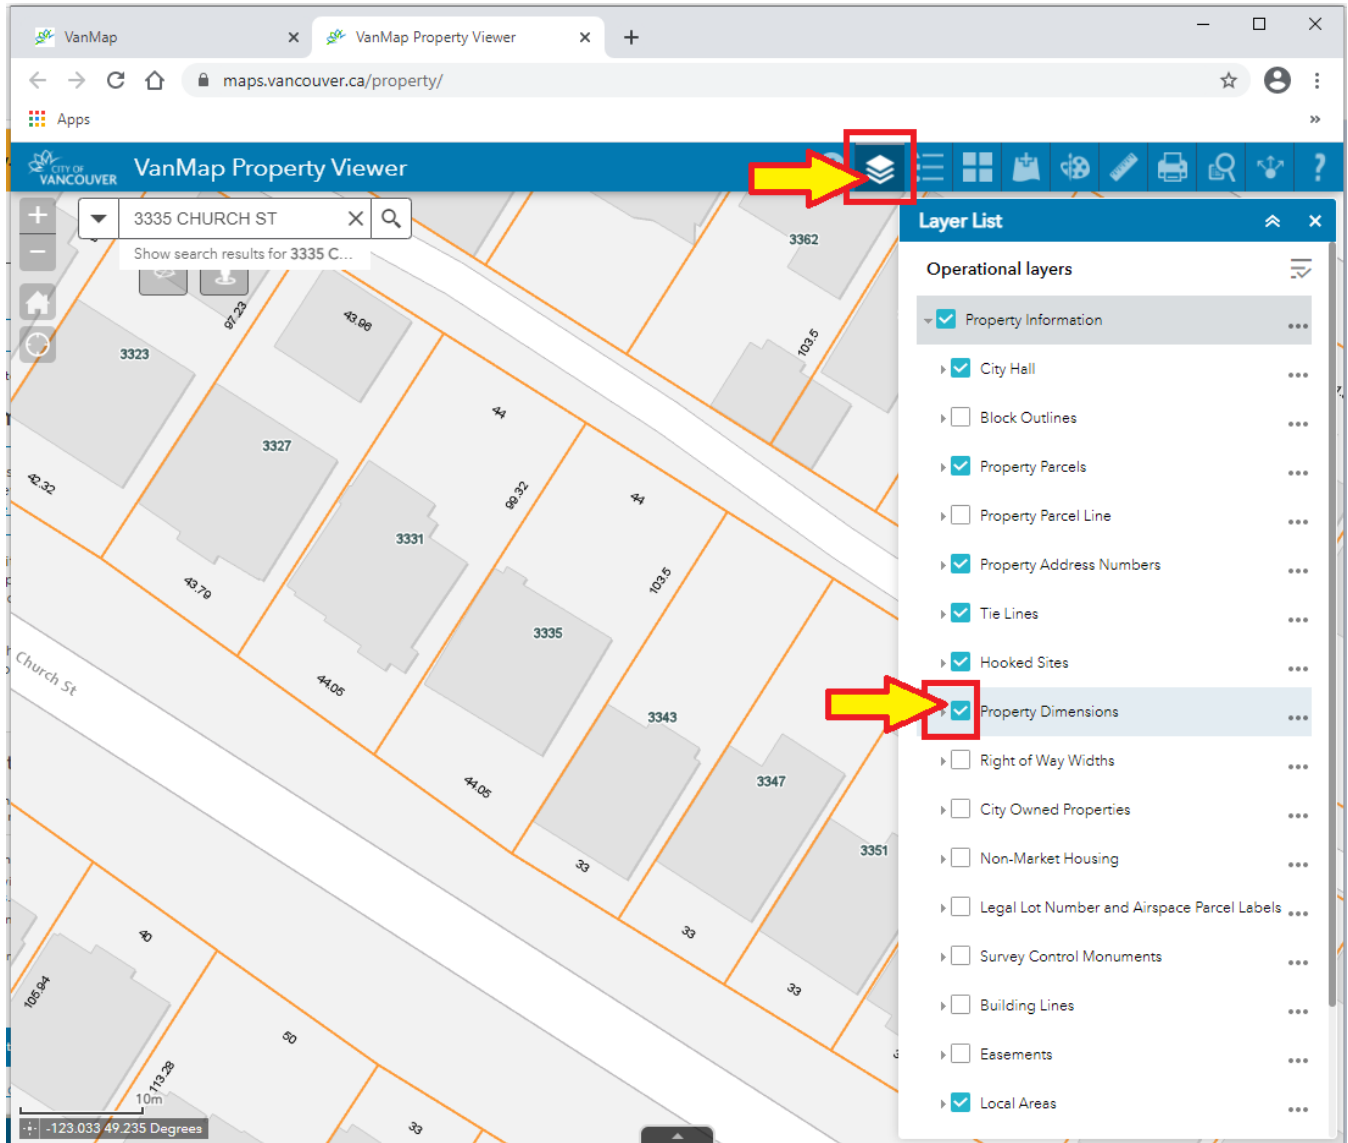 VanMap
VanMap Property Viewer
maps.vancouver.ca/property/
Apps
CITY OF
VANCOUVER
VanMap Property Viewer
3335 CHURCH ST
Show search results for 3335 C...
Layer List
Operational layers
Property Information
City Hall
Block Outlines
Property Parcels
Property Parcel Line
Property Address Numbers
Tie Lines
Hooked Sites
Property Dimensions
Right of Way Widths
City Owned Properties
Non-Market Housing
Legal Lot Number and Airspace Parcel Labels
Survey Control Monuments
Building Lines
Easements
Local Areas
3362
97.23
43.96
103.5
3323
44
3327
42.32
99.32
44
3331
103.5
43.79
3335
Church St
44.05
3343
44.05
3347
3351
33
33
40
33
105.94
50
113.28
33
10m
-123.033 49.235 Degrees